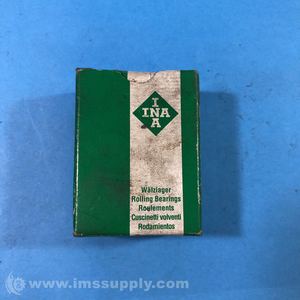 I
INA
A
Wälzlager
Rolling Bearings
Roulements
Cuscinetti volventi
Rodamientos
© www.imssupply.com